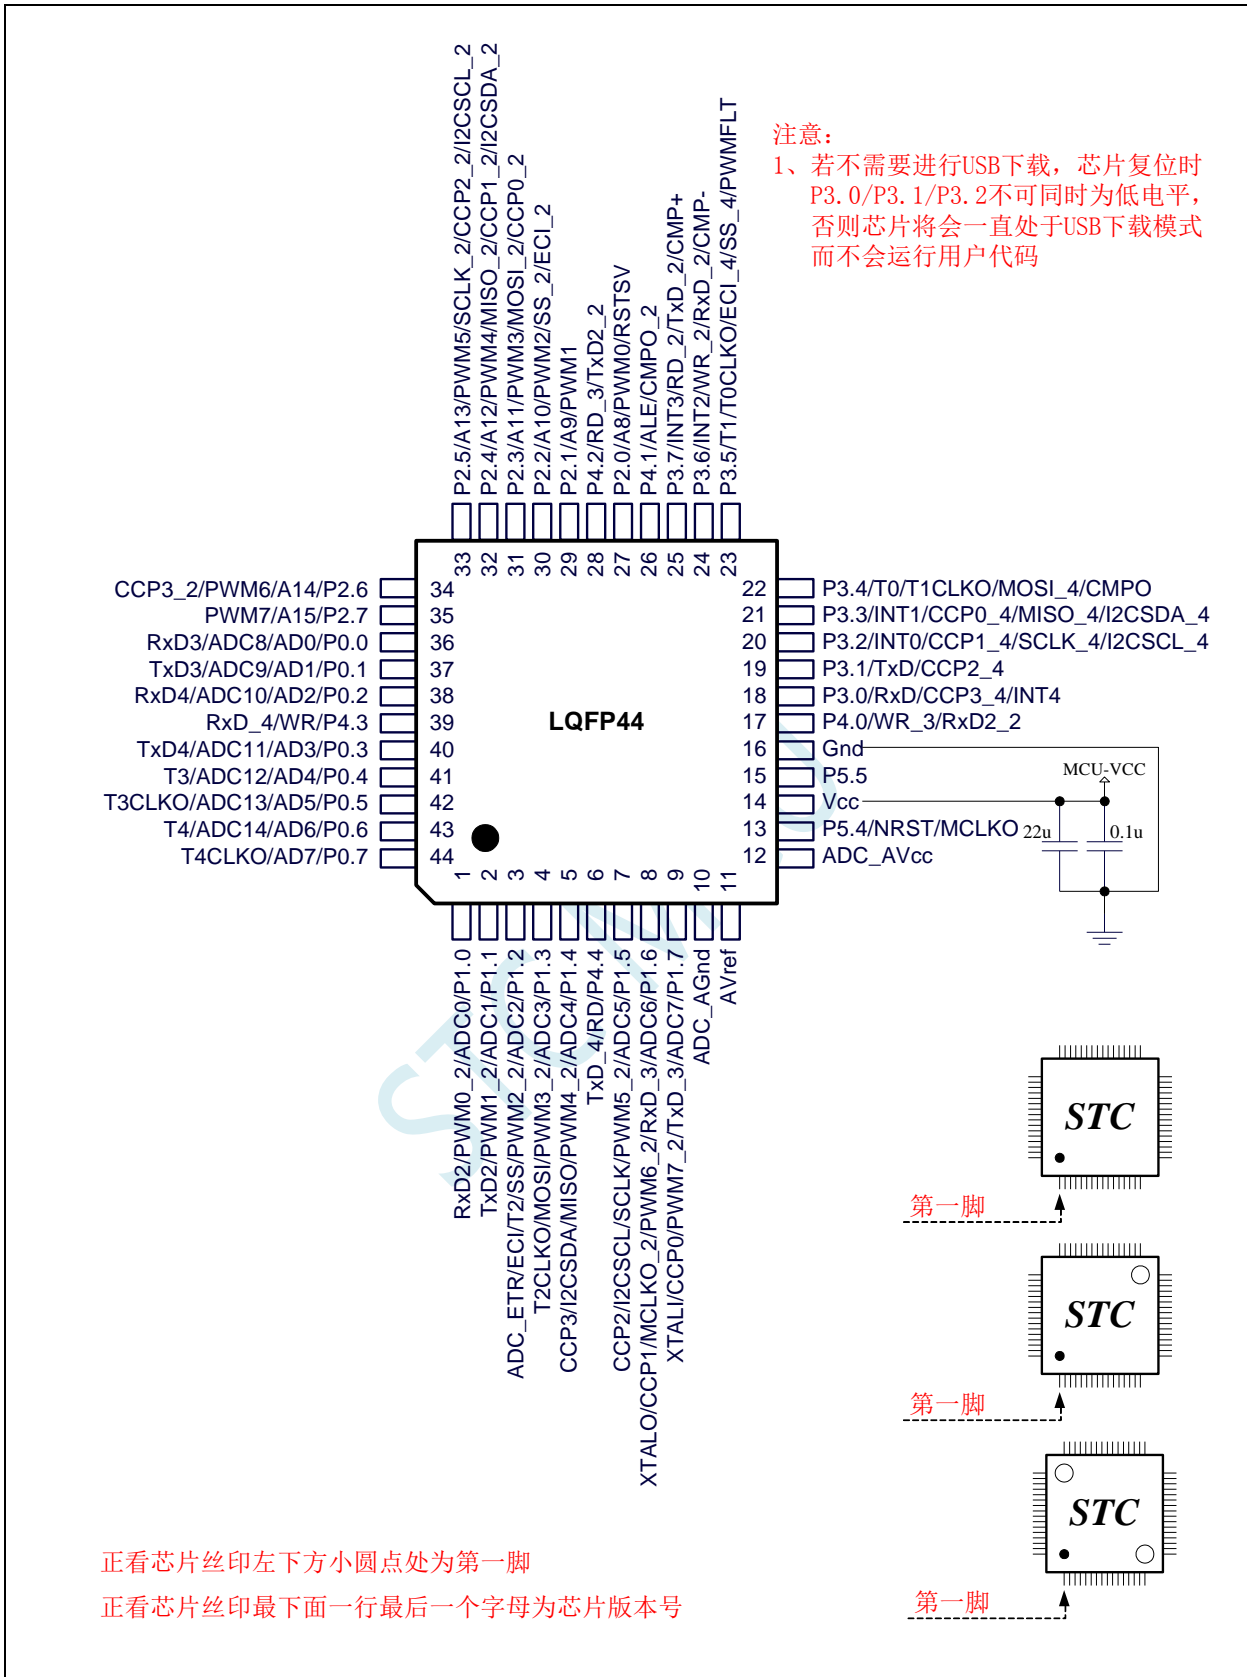 P2.5/A13/PWM5/SCLK_2/CCP2_2/I2CSCL_2
P2.4/A12/PWM4/MISO_2/CCP1_2/I2CSDA_2
P2.3/A11/PWM3/MOSI_2/CCP0_2
P2.2/A10/PWM2/SS_2/ECI_2
P2.1/A9/PWM1
P4.2/RD_3/TxD2_2
P2.0/A8/PWM0/RSTSV
P4.1/ALE/CMPO_2
P3.7/INT3/RD_2/TxD_2/CMP+
P3.6/INT2/WR_2/RxD_2/CMP-
P3.5/T1/T0CLKO/ECI_4/SS_4/PWMFLT
注意：
1、若不需要进行USB下载，芯片复位时
P3.0/P3.1/P3.2不可同时为低电平，
否则芯片将会一直处于USB下载模式
而不会运行用户代码
33 32 31 30 29 28 27 26 25 24 23
CCP3_2/PWM6/A14/P2.6 34
PWM7/A15/P2.7 35
RxD3/ADC8/AD0/P0.0 36
TxD3/ADC9/AD1/P0.1 37
RxD4/ADC10/AD2/P0.2 38
RxD_4/WR/P4.3 39
TxD4/ADC11/AD3/P0.3 40
T3/ADC12/AD4/P0.4 41
T3CLKO/ADC13/AD5/P0.5 42
T4/ADC14/AD6/P0.6 43
T4CLKO/AD7/P0.7 44
LQFP44
22 P3.4/T0/T1CLKO/MOSI_4/CMPO
21 P3.3/INT1/CCP0_4/MISO_4/I2CSDA_4
20 P3.2/INT0/CCP1_4/SCLK_4/I2CSCL_4
19 P3.1/TxD/CCP2_4
18 P3.0/RxD/CCP3_4/INT4
17 P4.0/WR_3/RxD2_2
16 Gnd
15 P5.5
14 Vcc
13 P5.4/NRST/MCLKO
12 ADC_AVcc
MCU-VCC
22u
0.1u
1 2 3 4 5 6 7 8 9 10 11
RxD2/PWM0_2/ADC0/P1.0
TxD2/PWM1_2/ADC1/P1.1
ADC_ETR/ECI/T2/SS/PWM2_2/ADC2/P1.2
T2CLKO/MOSI/PWM3_2/ADC3/P1.3
CCP3/I2CSDA/MISO/PWM4_2/ADC4/P1.4
TxD_4/RD/P4.4
CCP2/I2CSCL/SCLK/PWM5_2/ADC5/P1.5
XTALO/CCP1/MCLKO_2/PWM6_2/RxD_3/ADC6/P1.6
XTALI/CCP0/PWM7_2/TxD_3/ADC7/P1.7
ADC_AGnd
AVref
STC
第一脚
STC
第一脚
STC
第一脚
正看芯片丝印左下方小圆点处为第一脚
正看芯片丝印最下面一行最后一个字母为芯片版本号